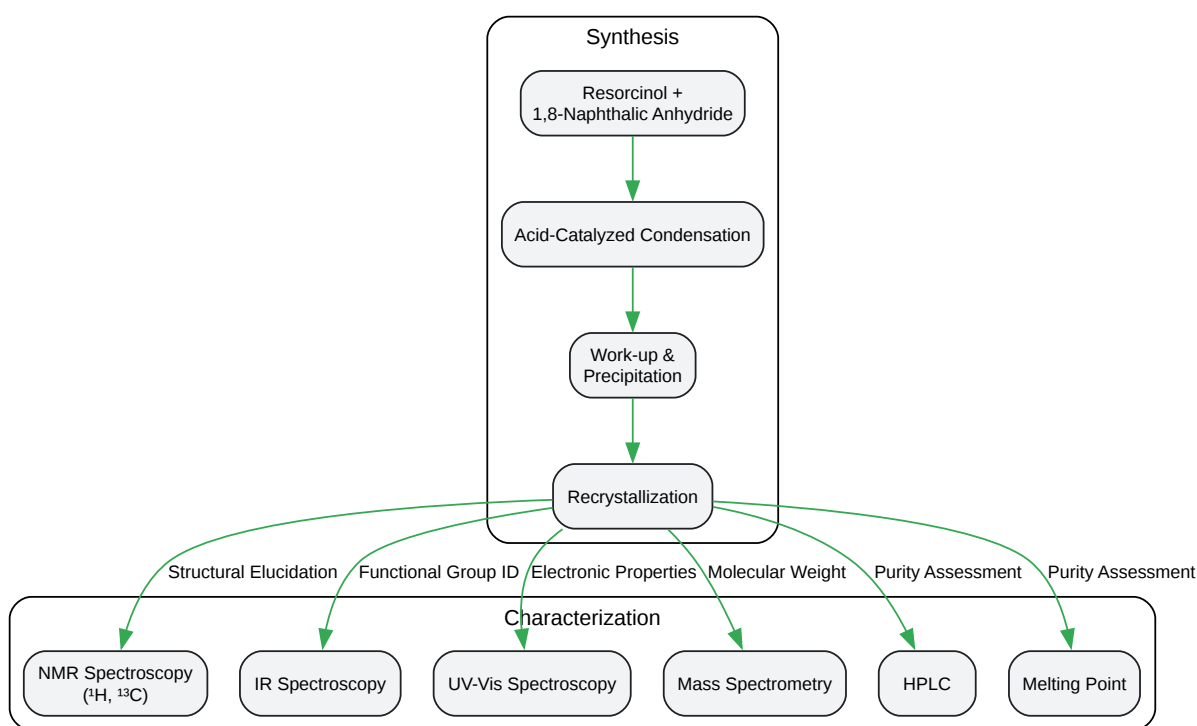 Synthesis
Resorcinol +
1,8-Naphthalic Anhydride
Acid-Catalyzed Condensation
Work-up &
Precipitation
Recrystallization
Structural Elucidation
Functional Group ID
Electronic Properties
Molecular Weight
Purity Assessment
Purity Assessment
Characterization
NMR Spectroscopy
(¹H, ¹³C)
IR Spectroscopy
UV-Vis Spectroscopy
Mass Spectrometry
HPLC
Melting Point